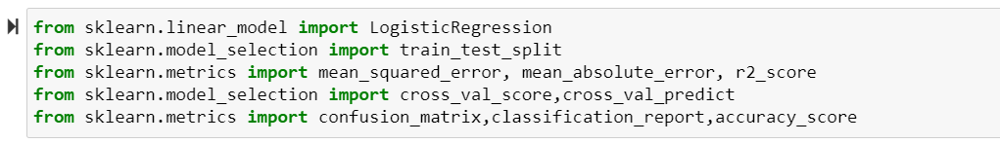 from sklearn.linear_model import LogisticRegression
from sklearn.model_selection import train_test_split
from sklearn.metrics import mean_squared_error, mean_absolute_error, r2_score
from sklearn.model_selection import cross_val_score,cross_val_predict
from sklearn.metrics import confusion_matrix,classification_report,accuracy_score